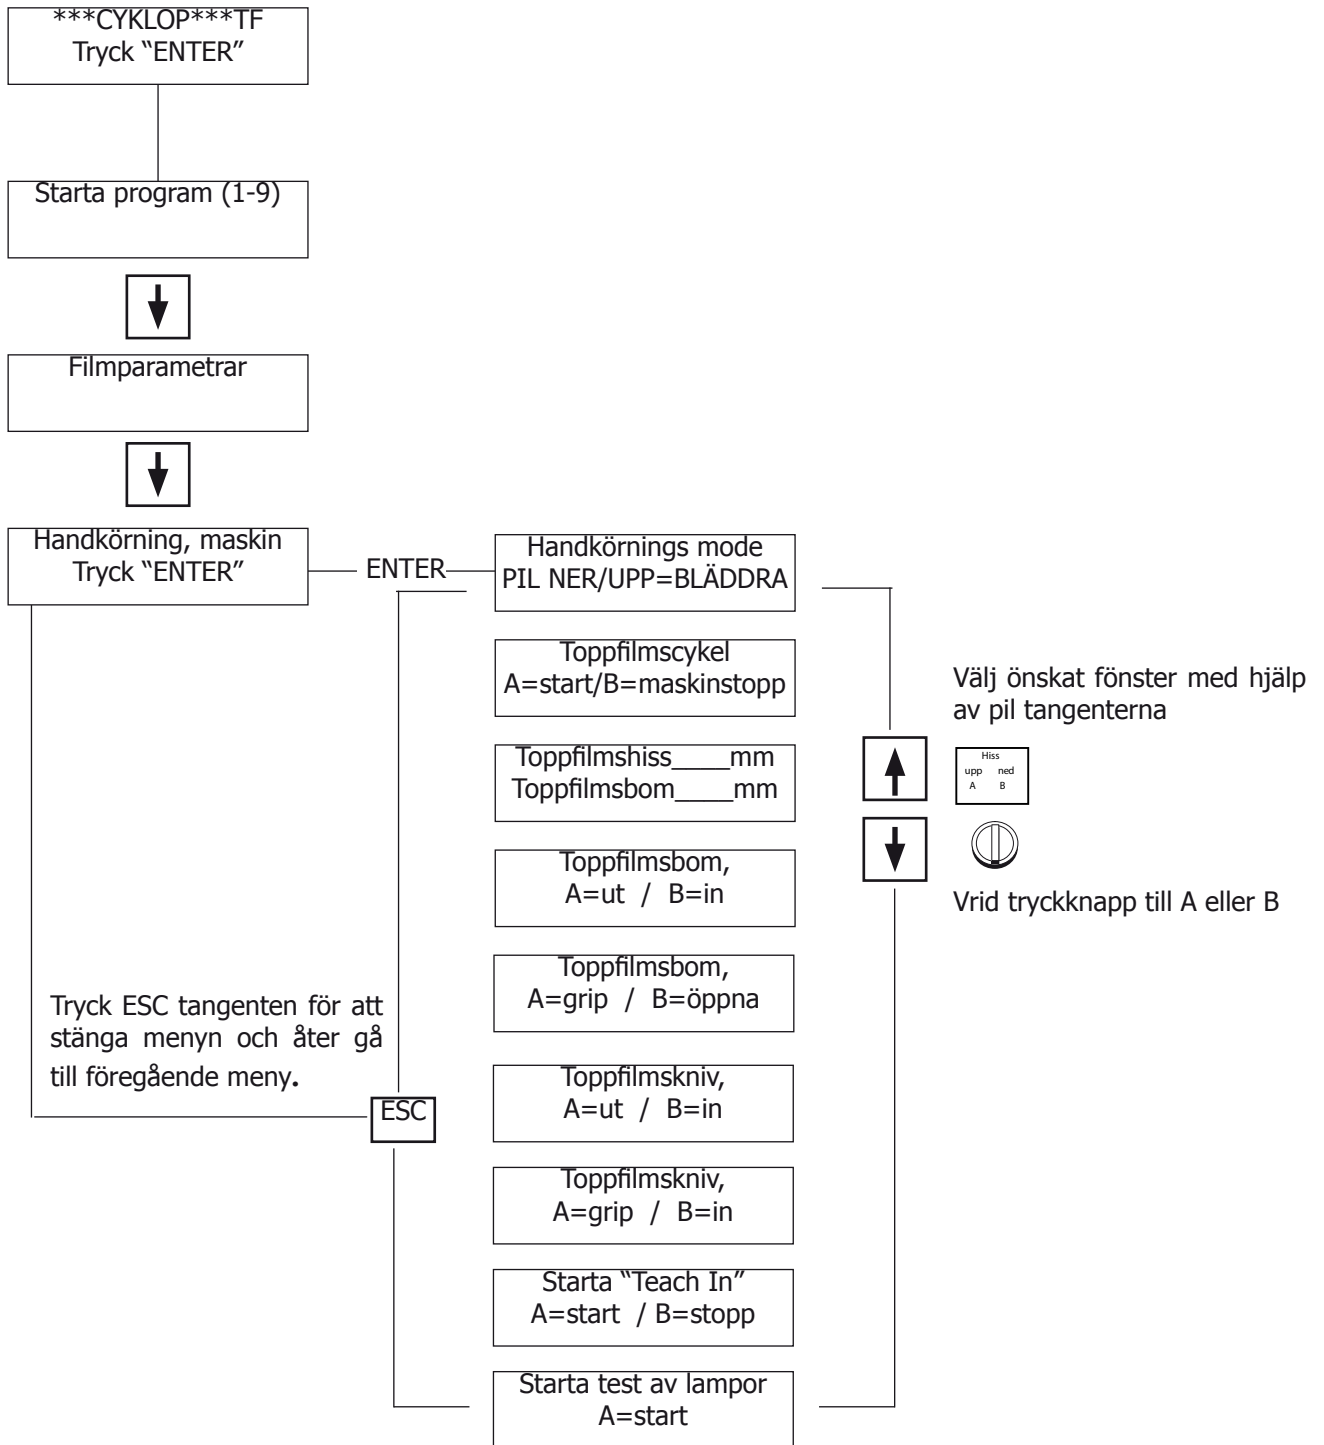 ***CYKLOP***TF
Tryck “ENTER”
Starta program (1-9)
Filmparametrar
Handkörning, maskin
Tryck “ENTER”
ENTER
Handkörnings mode
PIL NER/UPP=BLÄDDRA
Toppfilmscykel
A=start/B=maskinstopp
Toppfilmshiss____mm
Toppfilmsbom____mm
Toppfilmsbom,
A=ut / B=in
Toppfilmsbom,
A=grip / B=öppna
Toppfilmskniv,
A=ut / B=in
Toppfilmskniv,
A=grip / B=in
Starta “Teach In”
A=start / B=stopp
Starta test av lampor
A=start
Välj önskat fönster med hjälp
av pil tangenterna
Hiss
upp ned
A B
Vrid tryckknapp till A eller B
Tryck ESC tangenten för att
stänga menyn och åter gå
till föregående meny.
ESC